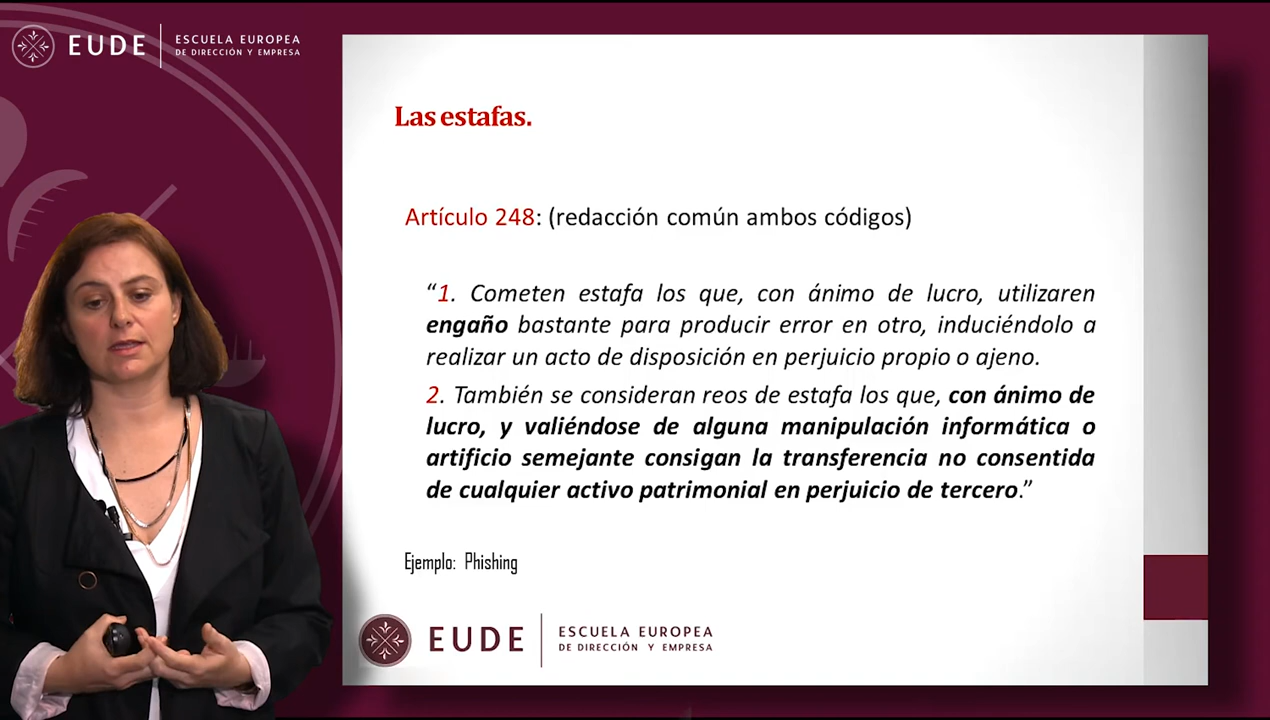 EUDE
ESCUELA EUROPEA
DE DIRECCIÓN Y EMPRESA
Las estafas.
Artículo 248: (redacción común ambos códigos)
“1. Cometen estafa los que, con ánimo de lucro, utilizaren
engaño bastante para producir error en otro, induciéndolo a
realizar un acto de disposición en perjuicio propio o ajeno.
2. También se consideran reos de estafa los que, con ánimo de
lucro, y valiéndose de alguna manipulación informática o
artificio semejante consigan la transferencia no consentida
de cualquier activo patrimonial en perjuicio de tercero.”
Ejemplo: Phishing
EUDE
ESCUELA EUROPEA
DE DIRECCIÓN Y EMPRESA